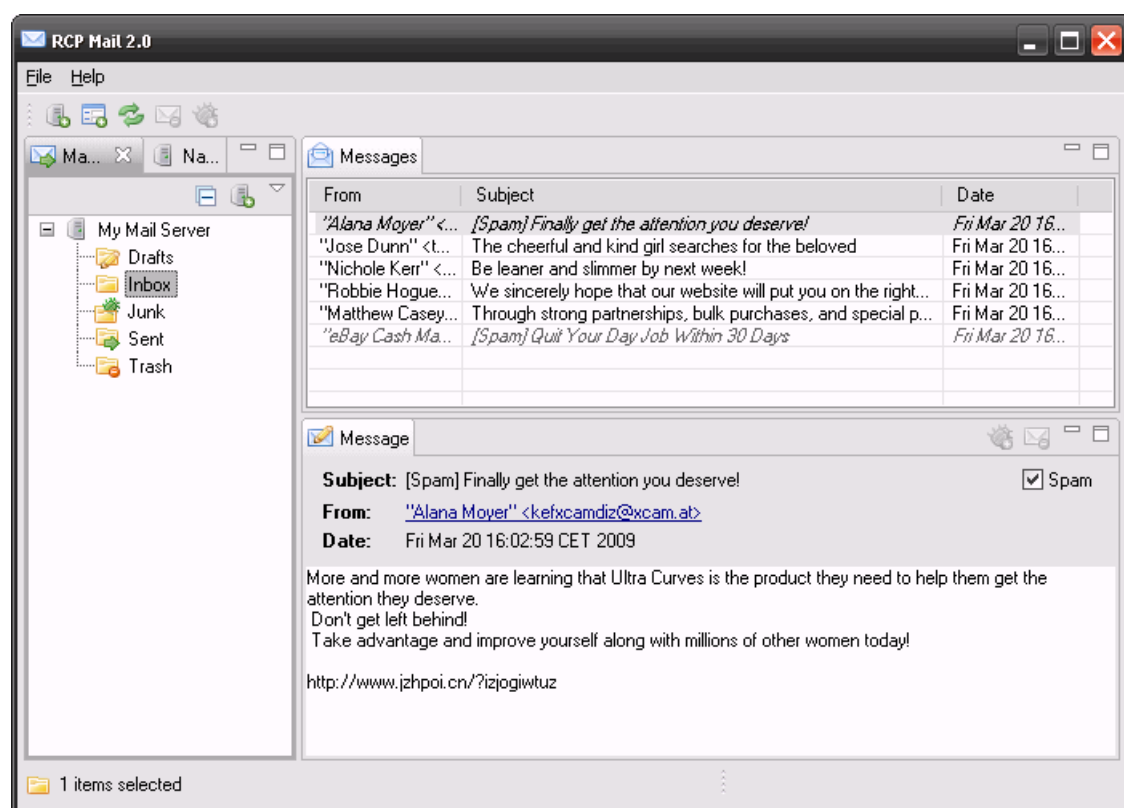 RCP Mail 2.0
File Help
Ma... Na...
My Mail Server
Drafts
Inbox
Junk
Sent
Trash
Messages
From Subject Date
"Alana Moyer" <... [Spam] Finally get the attention you deserve! Fri Mar 20 16...
"Jose Dunn" <t... The cheerful and kind girl searches for the beloved Fri Mar 20 16...
"Nichole Kerr" <... Be leaner and slimmer by next week! Fri Mar 20 16...
"Robbie Hogue... We sincerely hope that our website will put you on the right... Fri Mar 20 16...
"Matthew Casey... Through strong partnerships, bulk purchases, and special p... Fri Mar 20 16...
"eBay Cash Ma... [Spam] Quit Your Day Job Within 30 Days Fri Mar 20 16...
Message
Subject: [Spam] Finally get the attention you deserve! Spam
From: "Alana Moyer" <kefxcamdiz@xcam.at>
Date: Fri Mar 20 16:02:59 CET 2009
More and more women are learning that Ultra Curves is the product they need to help them get the
attention they deserve.
Don't get left behind!
Take advantage and improve yourself along with millions of other women today!
http://www.jzhpoi.cn/?izjogiwtuz
1 items selected